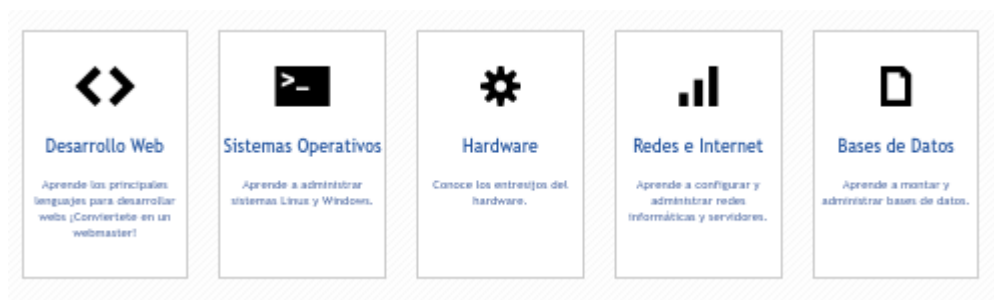 >_
Desarrollo Web
Aprende los principales
lenguajes para desarrollar
webs ¡Conviertete en un
webmaster!
Sistemas Operativos
Aprende a administrar
sistemas Linux y Windows.
Hardware
Conoce los entresijos del
hardware.
Redes e Internet
Aprende a configurar y
administrar redes
informáticas y servidores.
Bases de Datos
Aprende a montar y
administrar bases de datos.